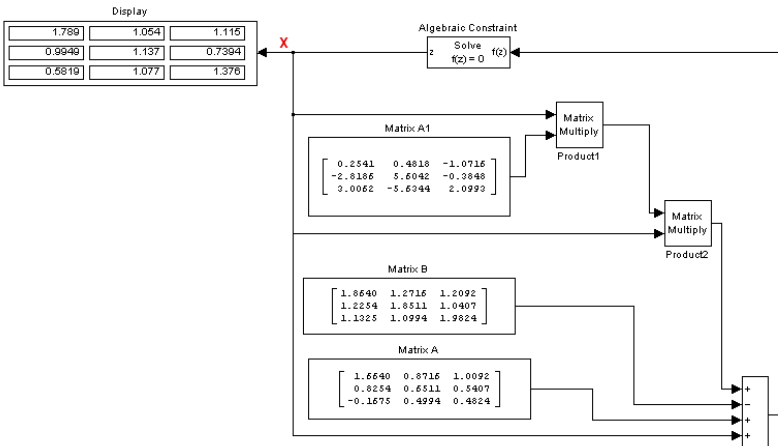 Display
1.789 1.054 1.115
0.9949 1.137 0.7394
0.5819 1.077 1.376
X
Algebraic Constraint
z Solve f(z)
f(z) = 0
Matrix A1
0.2541 0.4818 -1.0716
-2.8186 5.6042 -0.3848
3.0062 -5.6344 2.0993
Matrix
Multiply
Product1
Matrix
Multiply
Product2
Matrix B
1.8640 1.2716 1.2092
1.2254 1.8511 1.0407
1.1325 1.0994 1.9824
Matrix A
1.6640 0.8716 1.0092
0.8254 0.6511 0.5407
-0.1675 0.4994 0.4824
+
−
+
+